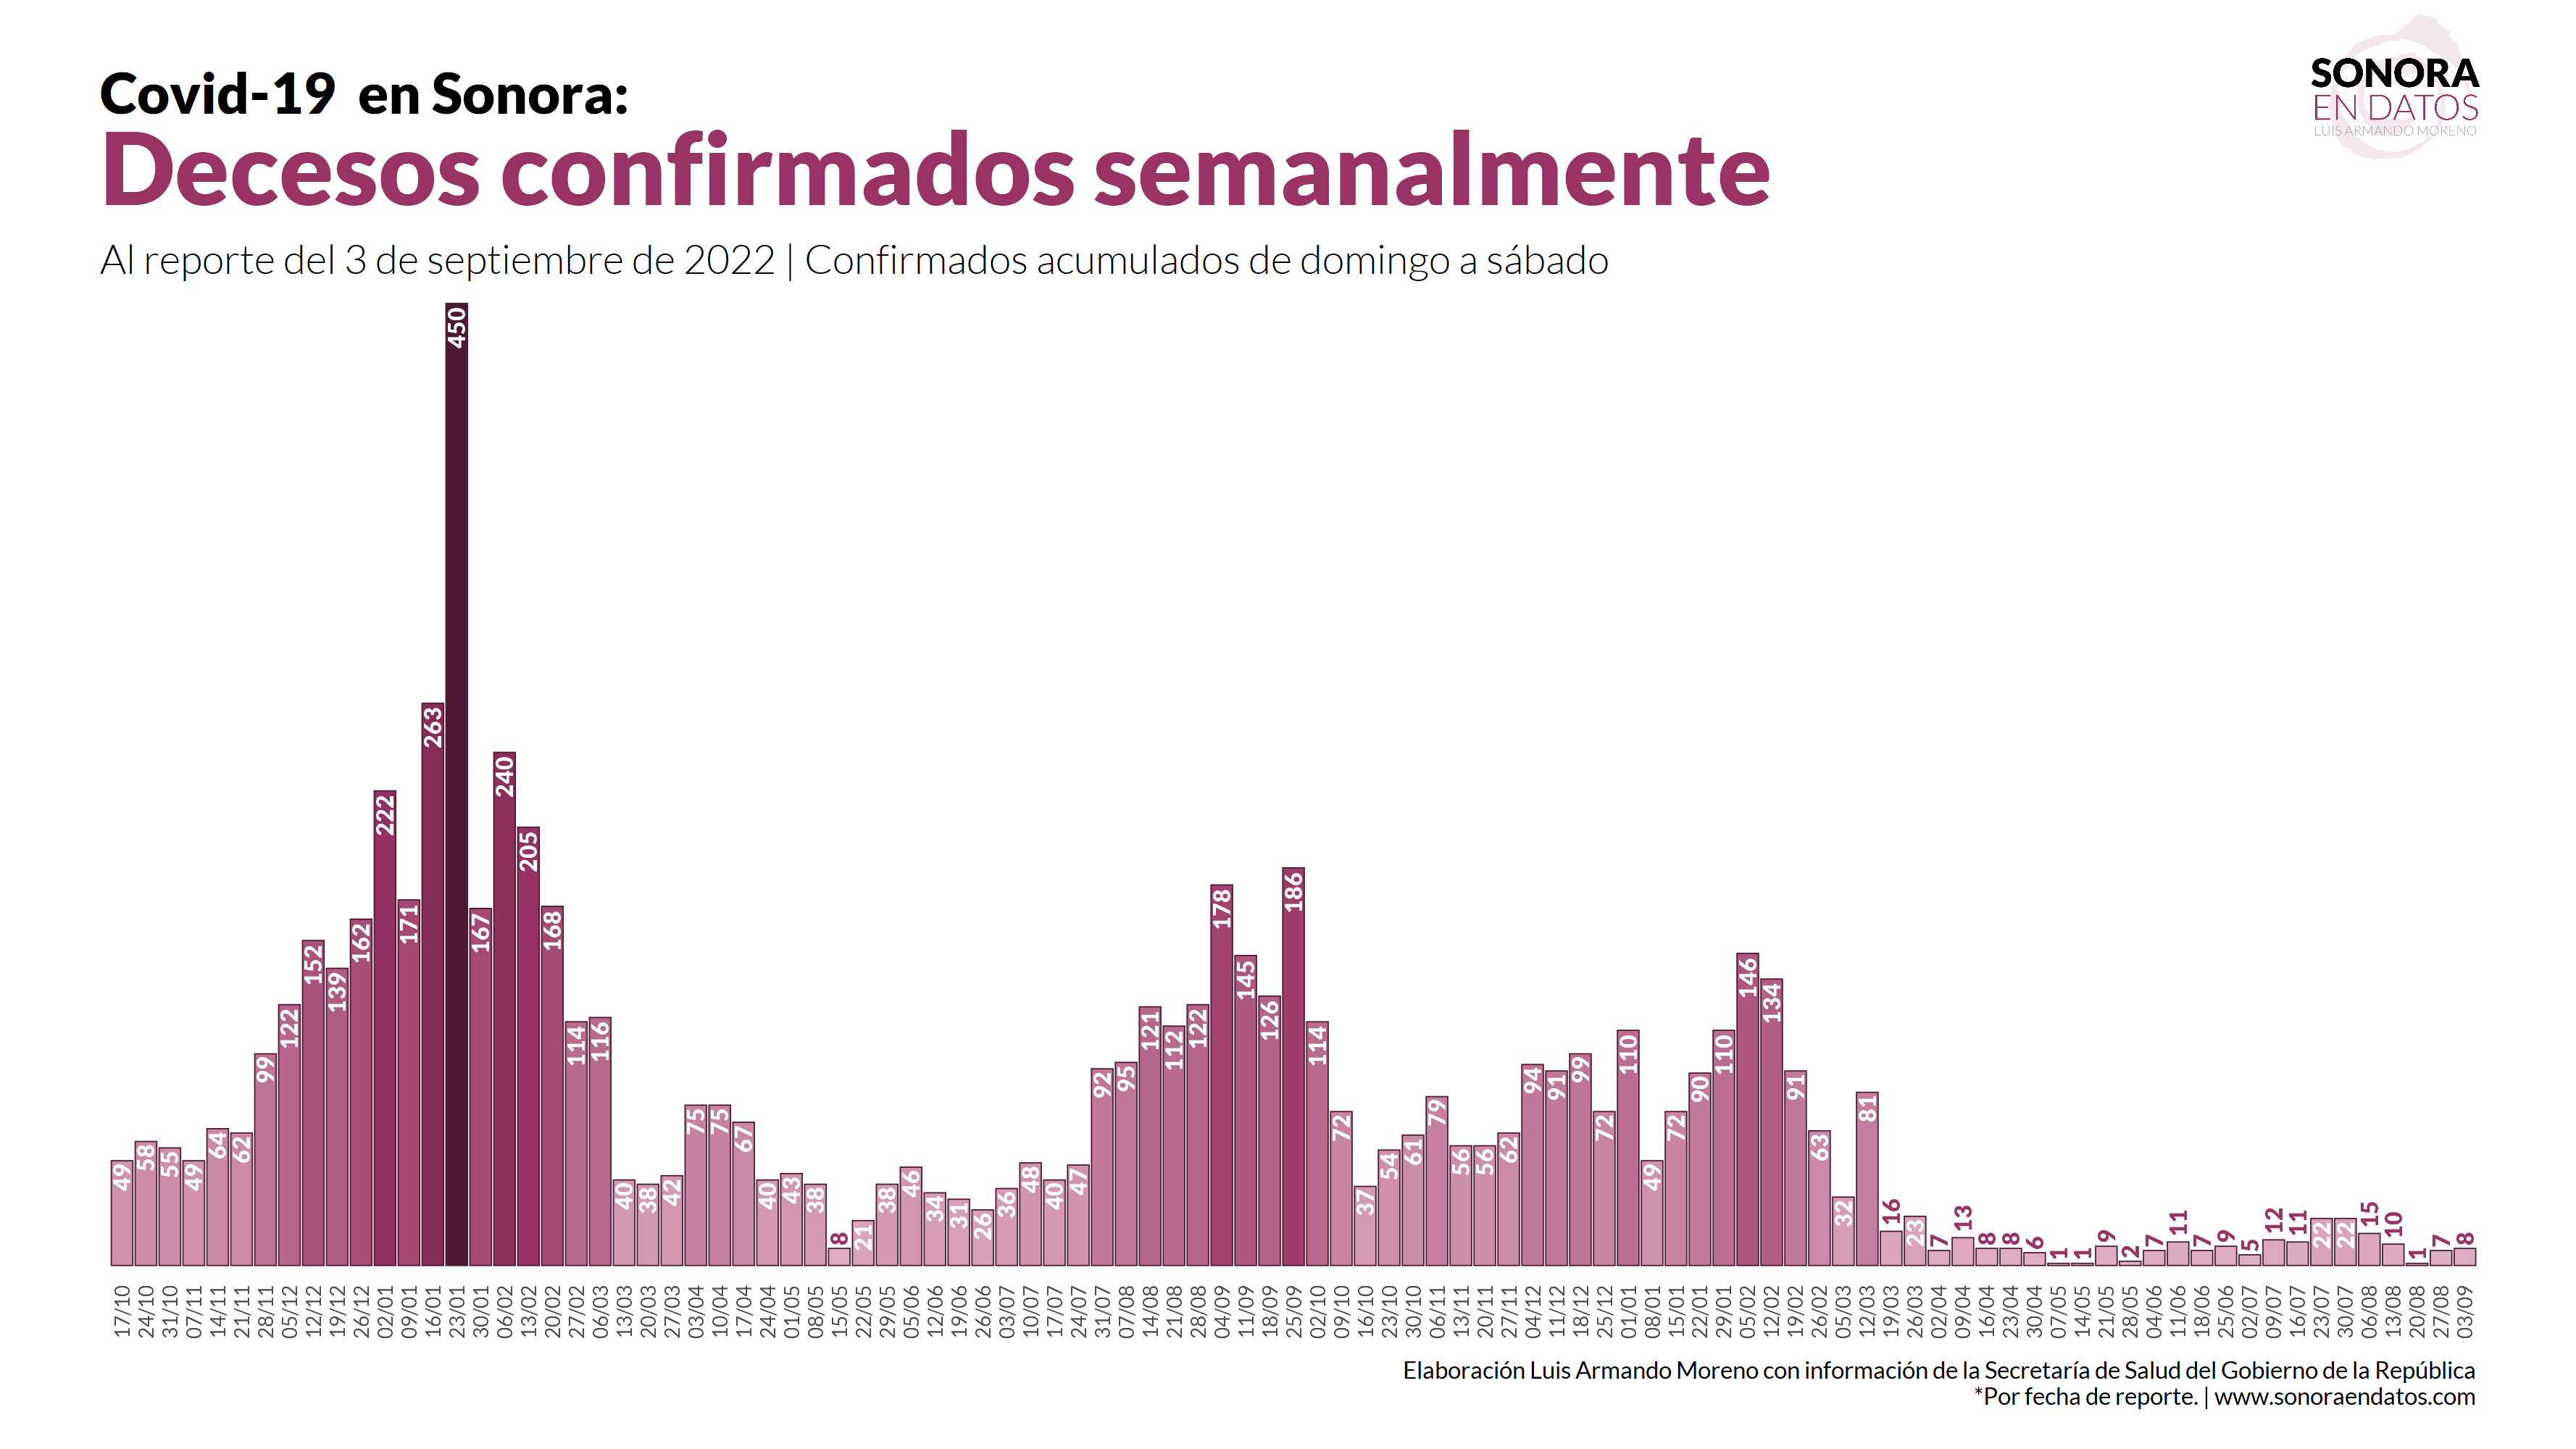 Covid-19 en Sonora:
Decesos confirmados semanalmente
Al reporte del 3 de septiembre de 2022 | Confirmados acumulados de domingo a sábado
SONORA
EN DATOS
LUIS ARMANDO MORENO
49 58 55 49 64 62 99 122 152 139 162 222 171 263 450 167 240 205 168 114 116 40 38 42 75 75 67 40 43 38 8 21 38 46 34 31 26 36 48 40 47 92 95 121 112 122 178 145 126 186 114 72 37 54 61 79 56 56 62 94 91 99 72 110 49 72 90 110 146 134 91 63 32 81 16 23 7 13 8 8 6 1 1 9 2 7 11 7 9 5 12 11 22 22 15 10 1 7 8
17/10 24/10 31/10 07/11 14/11 21/11 28/11 05/12 12/12 19/12 26/12 02/01 09/01 16/01 23/01 30/01 06/02 13/02 20/02 27/02 06/03 13/03 20/03 27/03 03/04 10/04 17/04 24/04 01/05 08/05 15/05 22/05 29/05 05/06 12/06 19/06 26/06 03/07 10/07 17/07 24/07 31/07 07/08 14/08 21/08 28/08 04/09 11/09 18/09 25/09 02/10 09/10 16/10 23/10 30/10 06/11 13/11 20/11 27/11 04/12 11/12 18/12 25/12 01/01 08/01 15/01 22/01 29/01 05/02 12/02 19/02 26/02 05/03 12/03 19/03 26/03 02/04 09/04 16/04 23/04 30/04 07/05 14/05 21/05 28/05 04/06 11/06 18/06 25/06 02/07 09/07 16/07 23/07 30/07 06/08 13/08 20/08 27/08 03/09
Elaboración Luis Armando Moreno con información de la Secretaría de Salud del Gobierno de la República
*Por fecha de reporte. | www.sonoraendatos.com